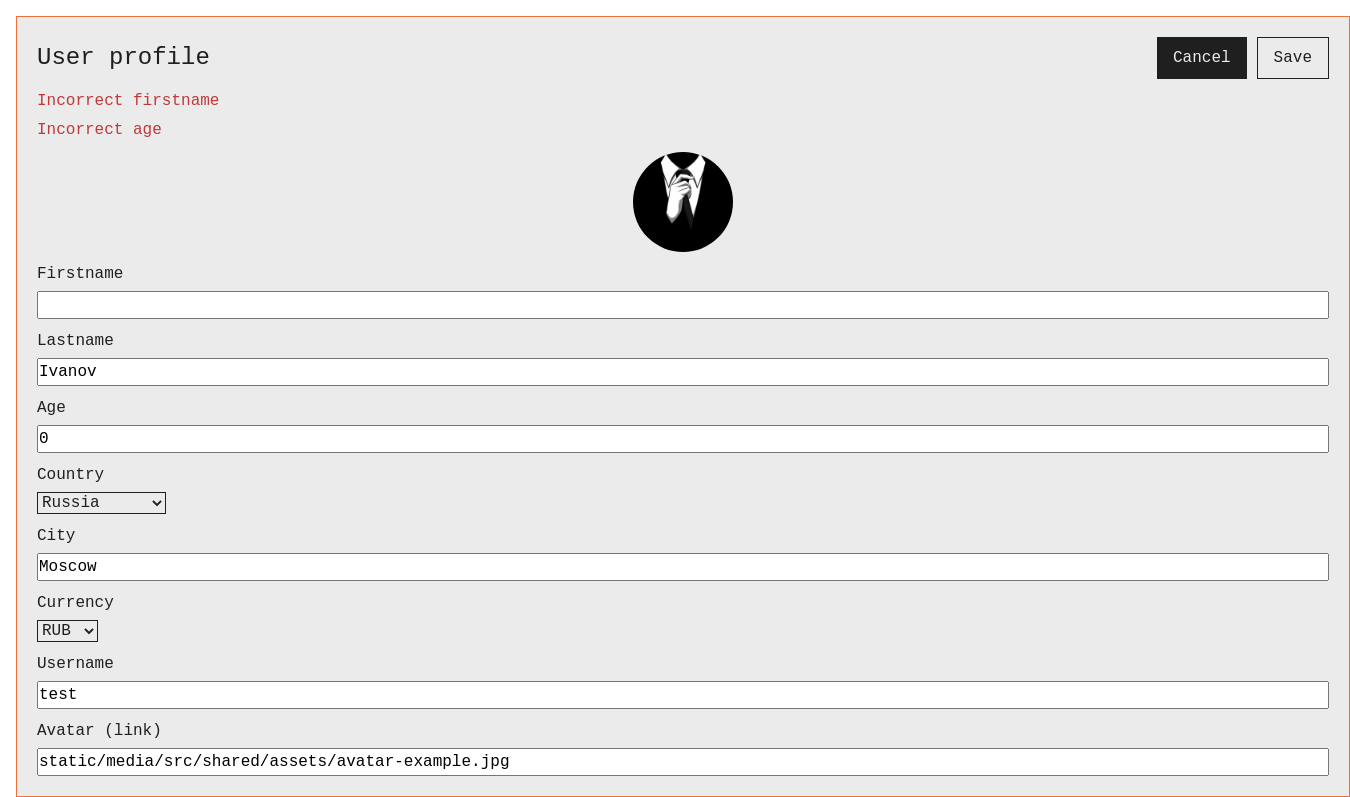 User profile
Cancel
Save
Incorrect firstname
Incorrect age
Firstname
Lastname
Ivanov
Age
0
Country
Russia
City
Moscow
Currency
RUB
Username
test
Avatar (link)
static/media/src/shared/assets/avatar-example.jpg